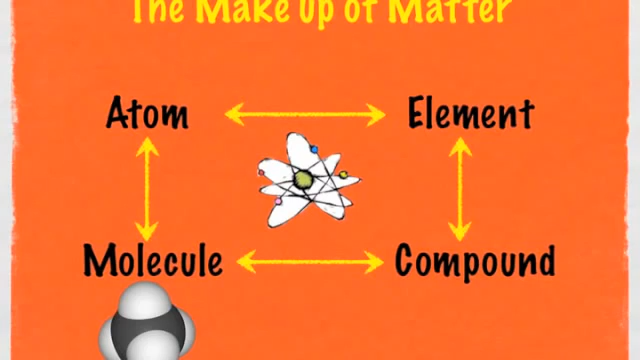 The Make up of Matter
Atom Element
Molecule Compound